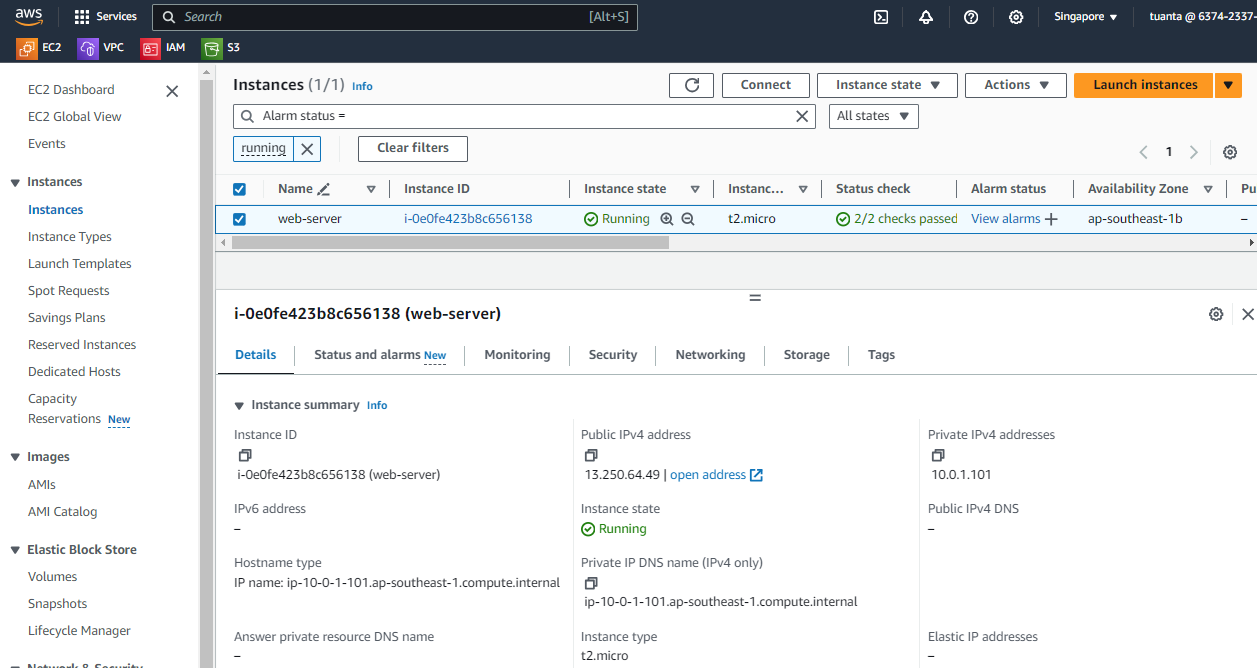 aws Services Search [Alt+S] Singapore tuanta @ 6374-2337-
EC2 VPC IAM S3
EC2 Dashboard
EC2 Global View
Events
Instances
Instances
Instance Types
Launch Templates
Spot Requests
Savings Plans
Reserved Instances
Dedicated Hosts
Capacity
Reservations New
Images
AMIs
AMI Catalog
Elastic Block Store
Volumes
Snapshots
Lifecycle Manager
Network & Security
Instances (1/1) Info Connect Instance state Actions Launch instances
Alarm status = All states
running Clear filters 1
Name Instance ID Instance state Instanc... Status check Alarm status Availability Zone Pu
web-server i-0e0fe423b8c656138 Running t2.micro 2/2 checks passed View alarms + ap-southeast-1b –
i-0e0fe423b8c656138 (web-server)
Details Status and alarms New Monitoring Security Networking Storage Tags
Instance summary Info
Instance ID
i-0e0fe423b8c656138 (web-server)
Public IPv4 address
13.250.64.49 | open address
Private IPv4 addresses
10.0.1.101
IPv6 address
–
Instance state
Running
Public IPv4 DNS
–
Hostname type
IP name: ip-10-0-1-101.ap-southeast-1.compute.internal
Private IP DNS name (IPv4 only)
ip-10-0-1-101.ap-southeast-1.compute.internal
Answer private resource DNS name
–
Instance type
t2.micro
Elastic IP addresses
–